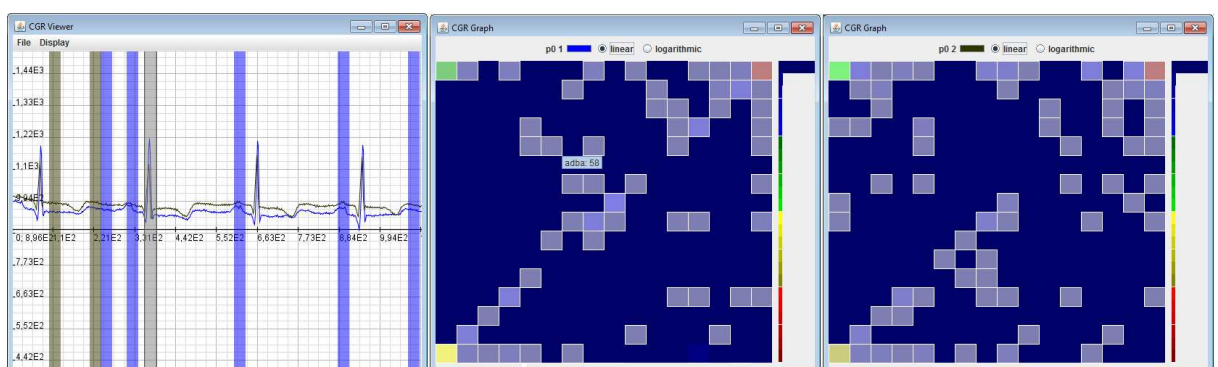 CGR Viewer
File Display
1,44E3
1,33E3
1,22E3
1,1E3
9,94E2
0; 8,96E2 1,1E2 2,21E2 3,31E2 4,42E2 5,52E2 6,63E2 7,73E2 8,84E2 9,94E2
7,73E2
6,63E2
5,52E2
4,42E2
CGR Graph
p0 1 linear logarithmic
adba: 58
CGR Graph
p0 2 linear logarithmic